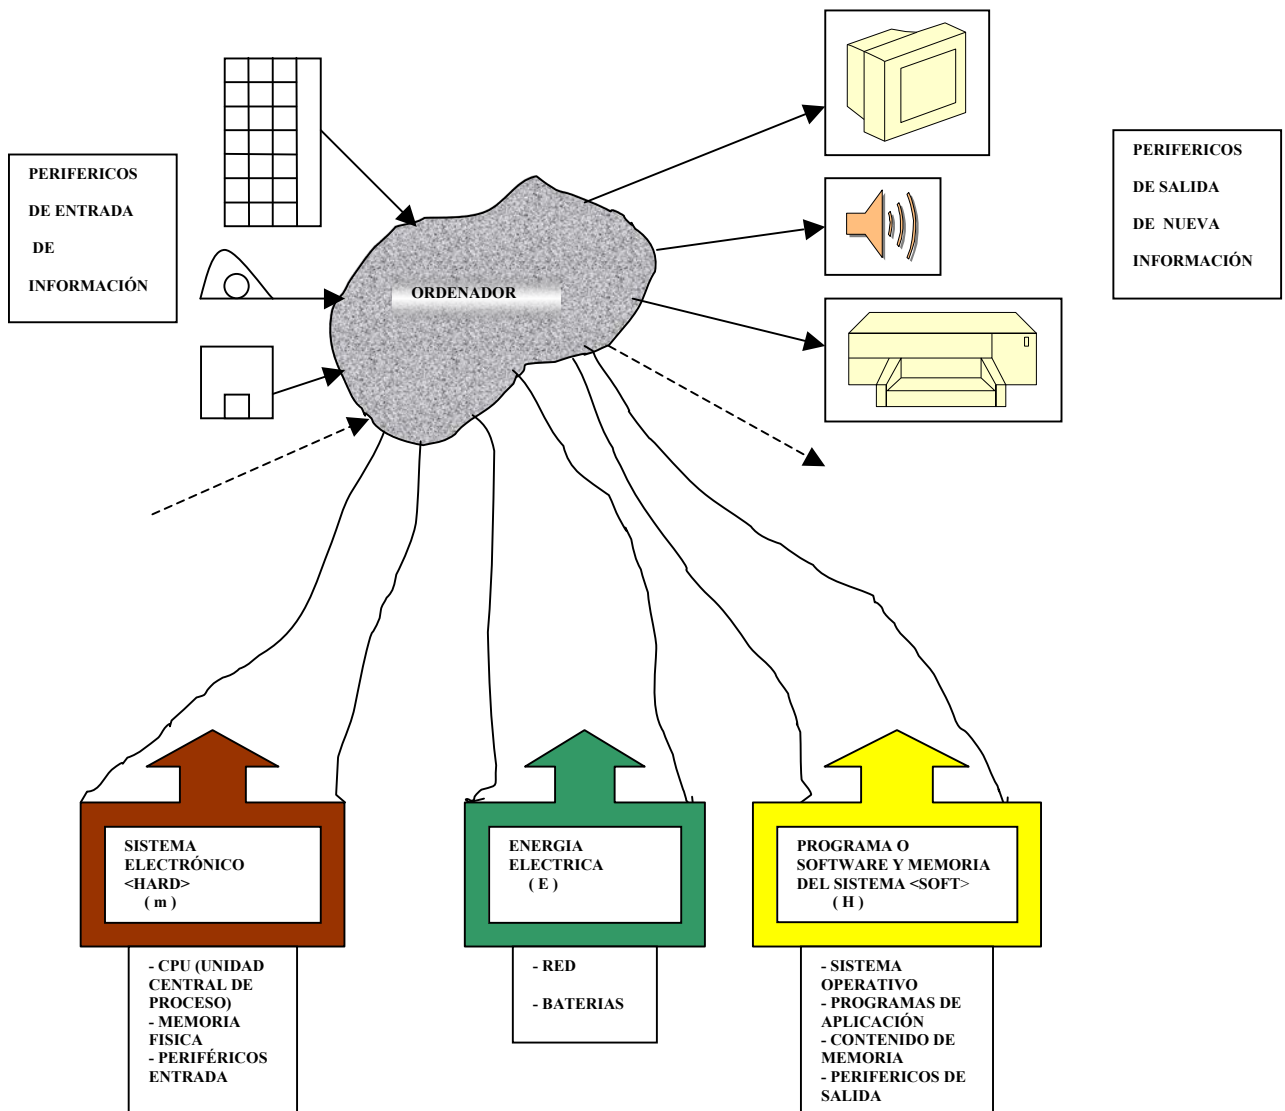 PERIFERICOS
DE ENTRADA
DE
INFORMACIÓN
ORDENADOR
PERIFERICOS
DE SALIDA
DE NUEVA
INFORMACIÓN
SISTEMA
ELECTRÓNICO
<HARD>
( m )
- CPU (UNIDAD
CENTRAL DE
PROCESO)
- MEMORIA
FISICA
- PERIFÉRICOS
ENTRADA
ENERGIA
ELECTRICA
( E )
- RED
- BATERIAS
PROGRAMA O
SOFTWARE Y MEMORIA
DEL SISTEMA <SOFT>
( H )
- SISTEMA
OPERATIVO
- PROGRAMAS DE
APLICACIÓN
- CONTENIDO DE
MEMORIA
- PERIFERICOS DE
SALIDA